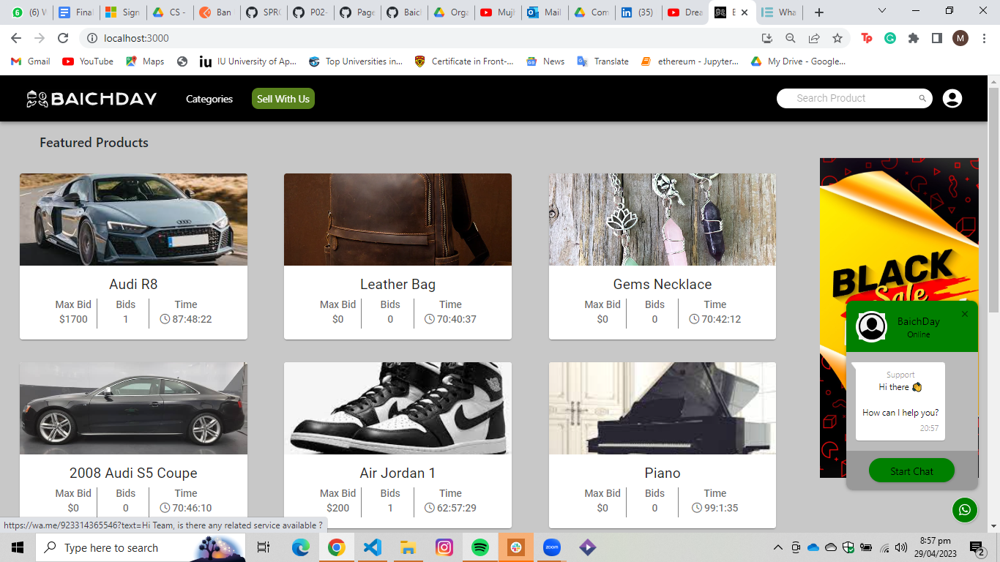 (6) W
Final
Sign
CS -
Ban
SPRO
P02-
Page
Baic
Orga
Mujh
Mail
Com
(35)
Drea
Wha
localhost:3000
Gmail
YouTube
Maps
IU University of Ap...
Top Universities in...
Certificate in Front-...
News
Translate
ethereum - Jupyter...
My Drive - Google...
BAICHDAY
Categories
Sell With Us
Search Product
Featured Products
Audi R8
Max Bid Bids Time
$1700 1 87:48:22
Leather Bag
Max Bid Bids Time
$0 0 70:40:37
Gems Necklace
Max Bid Bids Time
$0 0 70:42:12
2008 Audi S5 Coupe
Max Bid Bids Time
$0 0 70:46:10
Air Jordan 1
Max Bid Bids Time
$200 1 62:57:29
Piano
Max Bid Bids Time
$0 0 99:1:35
BLACK
Sale
BaichDay
Online
Support
Hi there 👏
How can I help you?
20:57
Start Chat
https://wa.me/923314365546?text=Hi Team, is there any related service available ?
Type here to search
zoom
8:57 pm
29/04/2023
2